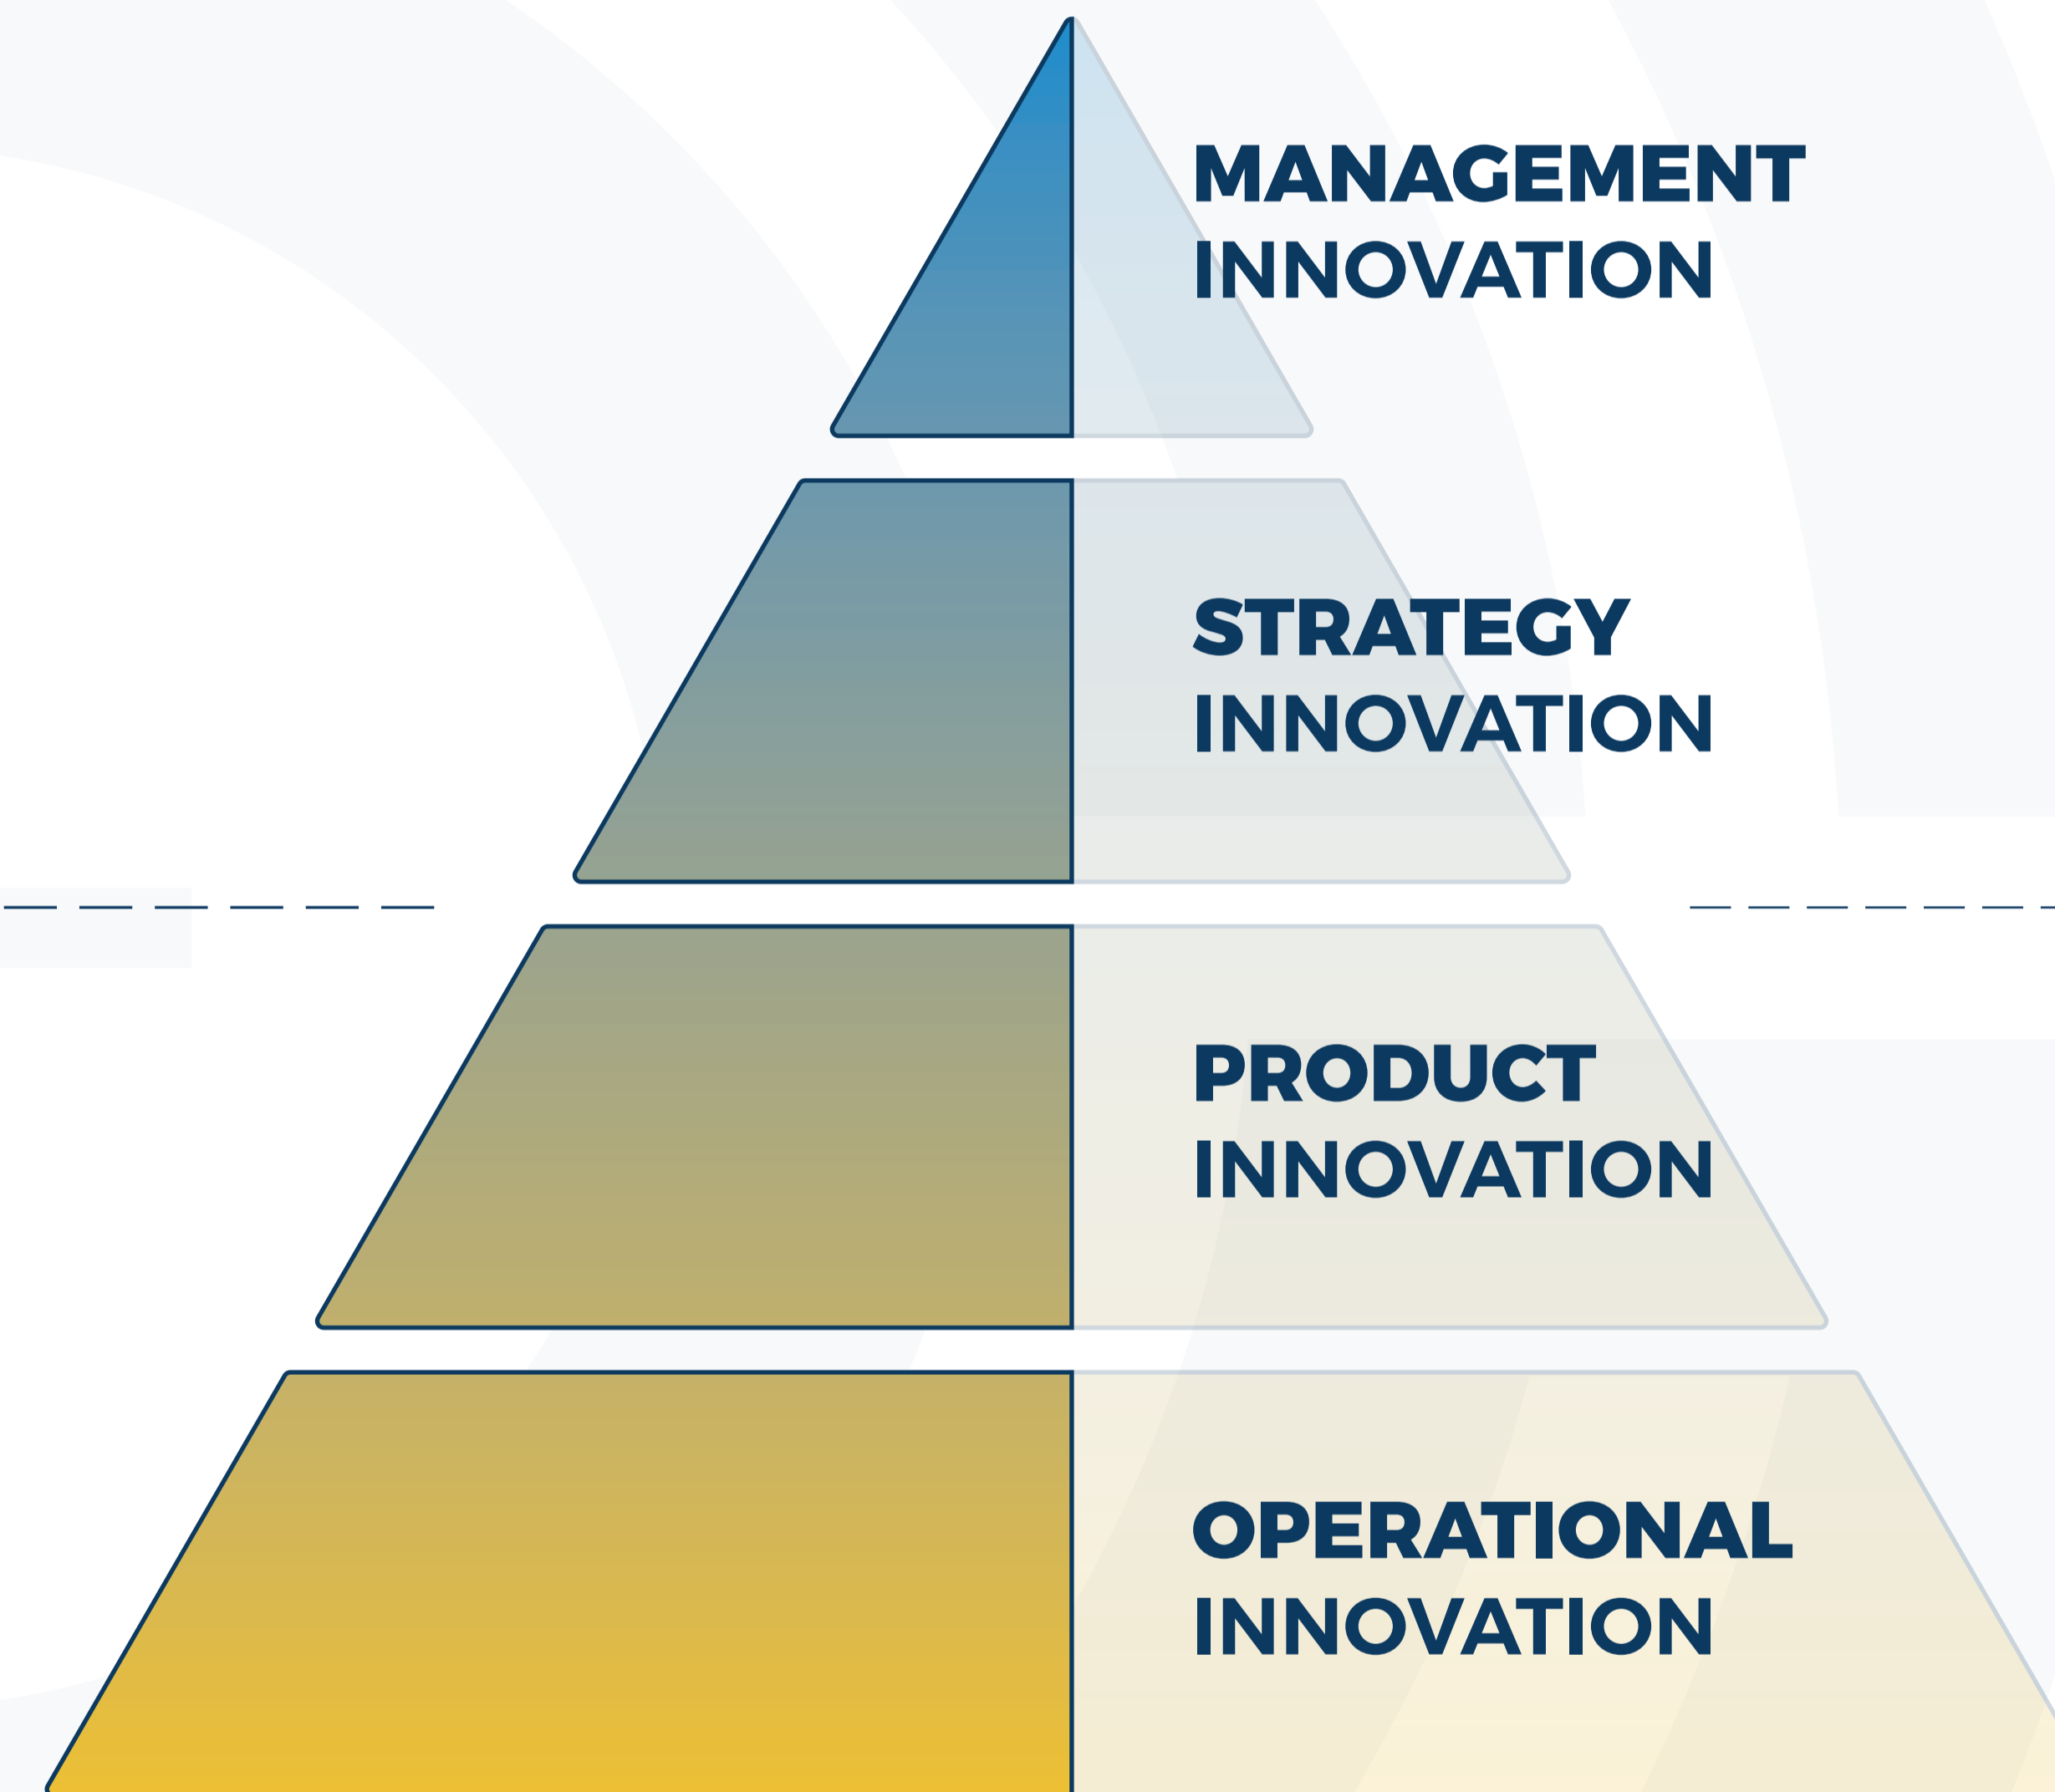 MANAGEMENT
INNOVATION
STRATEGY
INNOVATION
PRODUCT
INNOVATION
OPERATIONAL
INNOVATION